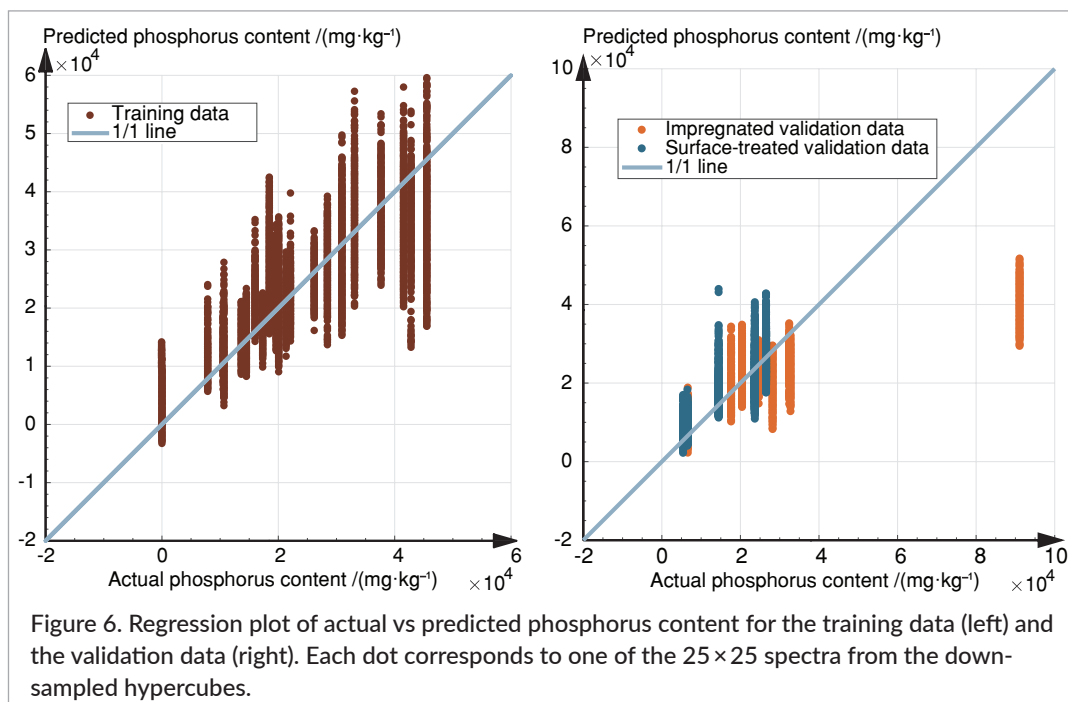 Predicted phosphorus content /(mg·kg⁻¹)
×10⁴
6
5
4
3
2
1
0
-1
-2
Training data
1/1 line
-2
0
2
4
6
Actual phosphorus content /(mg·kg⁻¹)
×10⁴
Predicted phosphorus content /(mg·kg⁻¹)
×10⁴
10
8
6
4
2
0
-2
Impregnated validation data
Surface-treated validation data
1/1 line
-2
0
2
4
6
8
10
Actual phosphorus content /(mg·kg⁻¹)
×10⁴
Figure 6. Regression plot of actual vs predicted phosphorus content for the training data (left) and
the validation data (right). Each dot corresponds to one of the 25×25 spectra from the down-
sampled hypercubes.